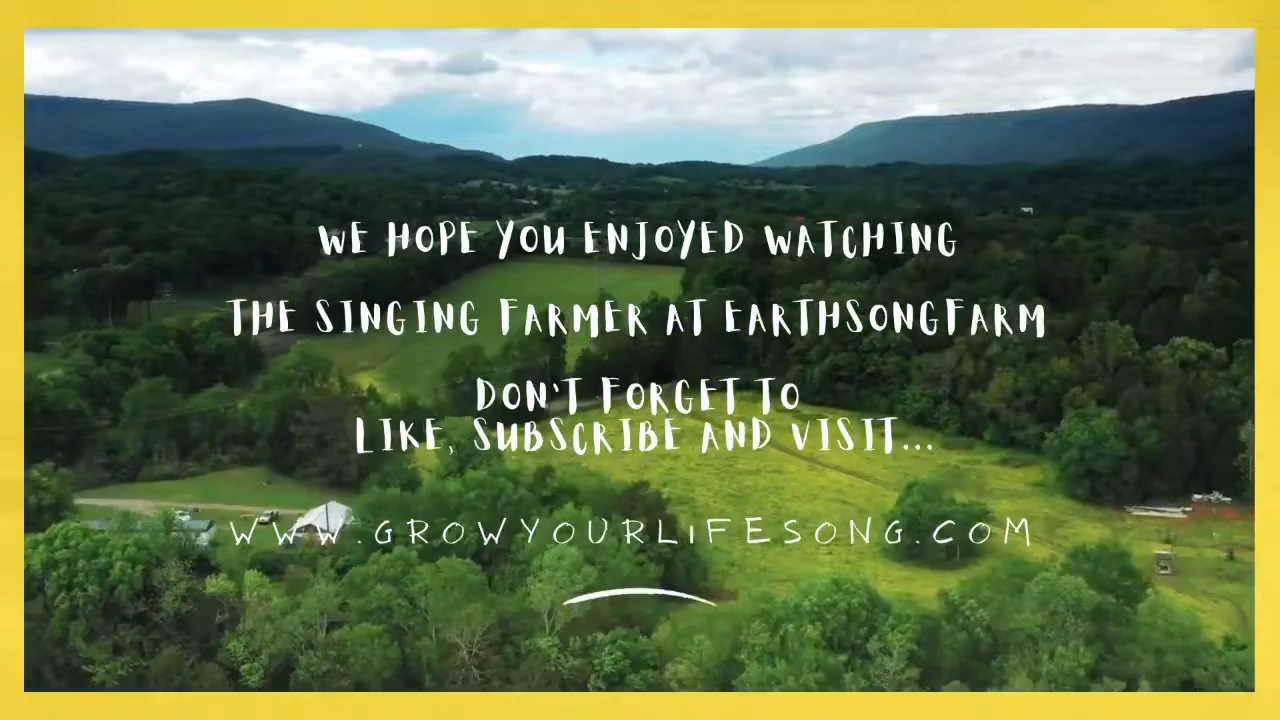 WE HOPE YOU ENJOYED WATCHING
THE SINGING FARMER AT EARTHSONGFARM
DON'T FORGET TO
LIKE, SUBSCRIBE AND VISIT...
WWW.GROWYOURLIFESONG.COM